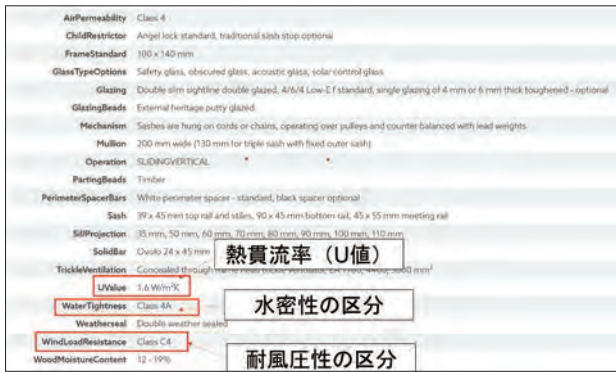 AirPermeability Class 4
ChildRestrictor Angel lock standard, traditional sash stop optional
FrameStandard 100 x 140 mm
GlassTypeOptions Safety glass, obscured glass, acoustic glass, solar control glass
Glazing Double slim sightline double glazed, 4/6/4 Low-E f standard, single glazing of 4 mm or 6 mm thick toughened - optional
GlazingBeads External heritage putty glazed
Mechanism Sashes are hung on cords or chains, operating over pulleys and counter balanced with lead weights
Mullion 200 mm wide (130 mm for triple sash with fixed outer sash)
Operation SLIDINGVERTICAL
PartingBeads Timber
PerimeterSpacerBars White perimeter spacer - standard, black spacer optional
Sash 39 x 45 mm top rail and stiles, 90 x 45 mm bottom rail, 45 x 55 mm meeting rail
SillProjection 35 mm, 50 mm, 60 mm, 70 mm, 80 mm, 90 mm, 100 mm, 110 mm
SolidBar Ovolo 24 x 45 mm
熱貫流率（U値）
TrickleVentilation Concealed through
UValue 1.6 W/m²K
WaterTightness Class 4A
水密性の区分
Weatherseal Double weather sealed
WindLoadResistance Class C4
耐風圧性の区分
WoodMoistureContent 12 - 19%